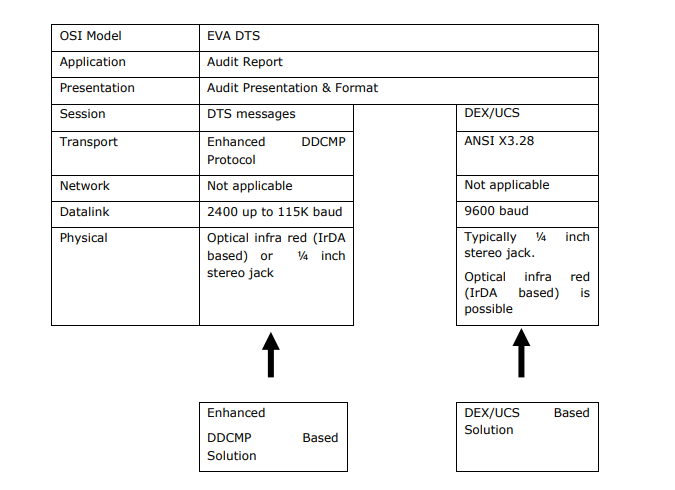 OSI Model EVA DTS
Application Audit Report
Presentation Audit Presentation & Format
Session DTS messages DEX/UCS
Transport Enhanced DDCMP Protocol ANSI X3.28
Network Not applicable Not applicable
Datalink 2400 up to 115K baud 9600 baud
Physical
Optical infra red (IrDA
based) or ¼ inch
stereo jack
Typically ¼ inch
stereo jack.
Optical infra red
(IrDA based) is
possible
Enhanced
DDCMP Based
Solution
DEX/UCS Based
Solution